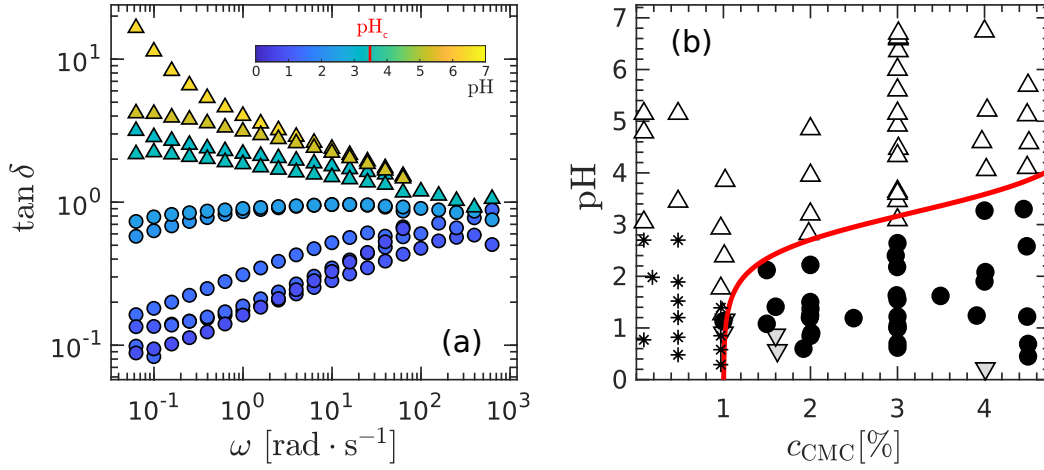 (a)
pH_c
0 1 2 3 4 5 6 7
pH
tan δ
10^1
10^0
10^-1
10^-1 10^0 10^1 10^2 10^3
ω [rad · s^-1]
(b)
pH
7
6
5
4
3
2
1
0
1 2 3 4
c_CMC [%]